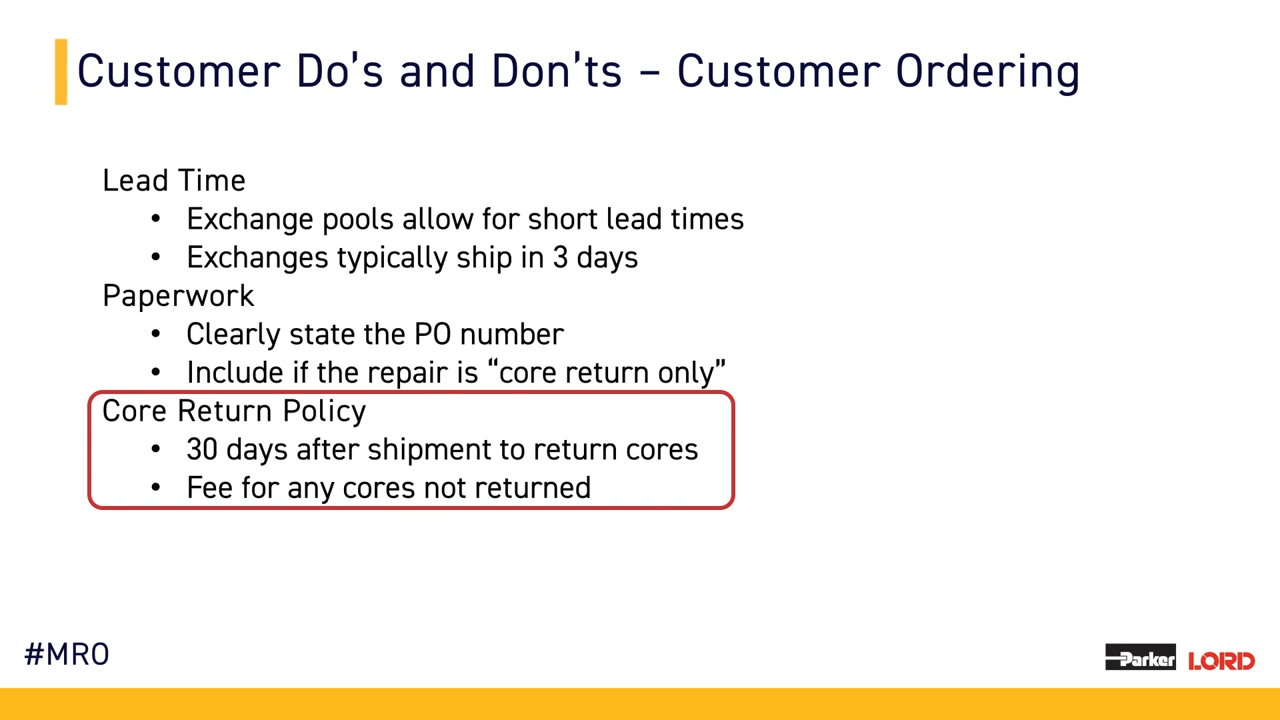 Customer Do’s and Don’ts – Customer Ordering
Lead Time
• Exchange pools allow for short lead times
• Exchanges typically ship in 3 days
Paperwork
• Clearly state the PO number
• Include if the repair is “core return only”
Core Return Policy
• 30 days after shipment to return cores
• Fee for any cores not returned
#MRO
Parker LORD